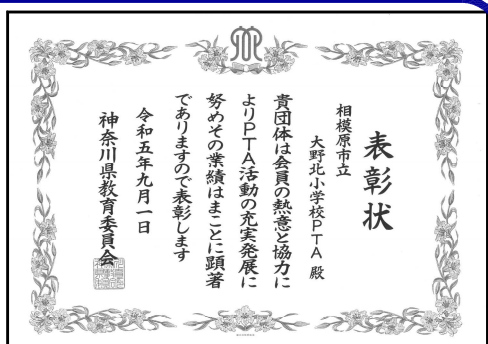 表彰状
相模原市立
大野北小学校PTA 殿
貴団体は会員の熱意と協力に
よりPTA活動の充実発展に
努めその業績はまことに顕著
でありますので表彰します
令和五年九月一日
神奈川県教育委員会